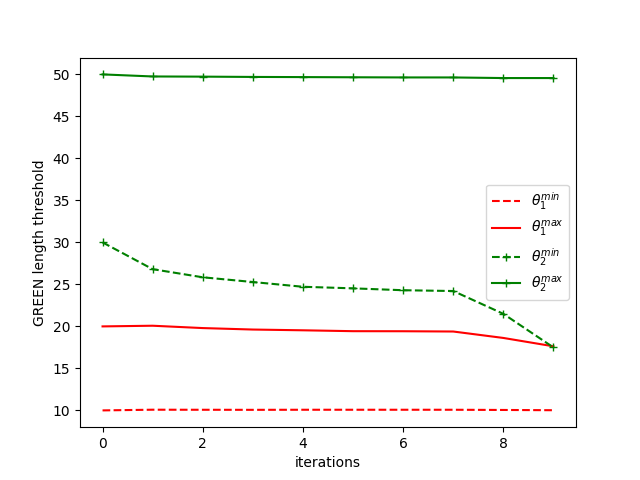 50
45
40
35
30
25
20
15
10
GREEN length threshold
0
2
4
6
8
iterations
θ₁ᵐⁱⁿ
θ₁ᵐᵃˣ
θ₂ᵐⁱⁿ
θ₂ᵐᵃˣ